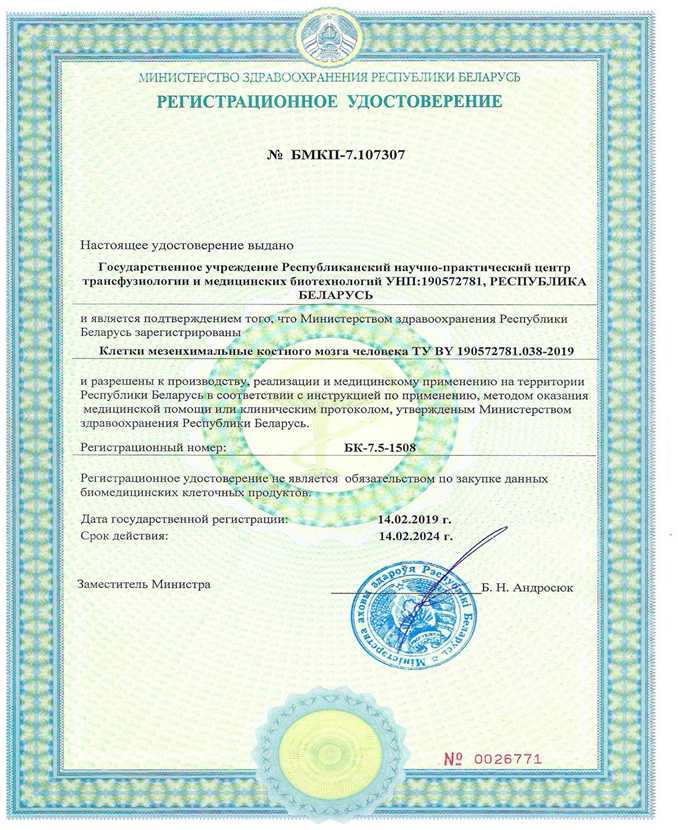 МИНИСТЕРСТВО ЗДРАВООХРАНЕНИЯ РЕСПУБЛИКИ БЕЛАРУСЬ
РЕГИСТРАЦИОННОЕ УДОСТОВЕРЕНИЕ
№ БМКП-7.107307
Настоящее удостоверение выдано
Государственное учреждение Республиканский научно-практический центр
трансфузиологии и медицинских биотехнологий УНП:190572781, РЕСПУБЛИКА
БЕЛАРУСЬ
и является подтверждением того, что Министерством здравоохранения Республики
Беларусь зарегистрированы
Клетки мезенхимальные костного мозга человека ТУ BY 190572781.038-2019
и разрешены к производству, реализации и медицинскому применению на территории
Республики Беларусь в соответствии с инструкцией по применению, методом оказания
медицинской помощи или клиническим протоколом, утвержденым Министерством
здравоохранения Республики Беларусь.
Регистрационный номер: БК-7.5-1508
Регистрационное удостоверение не является обязательством по закупке данных
биомедицинских клеточных продуктов.
Дата государственной регистрации: 14.02.2019 г.
Срок действия: 14.02.2024 г.
Заместитель Министра Б. Н. Андросюк
Міністэрства аховы здароўя Рэспублікі Беларусь
№ 0026771